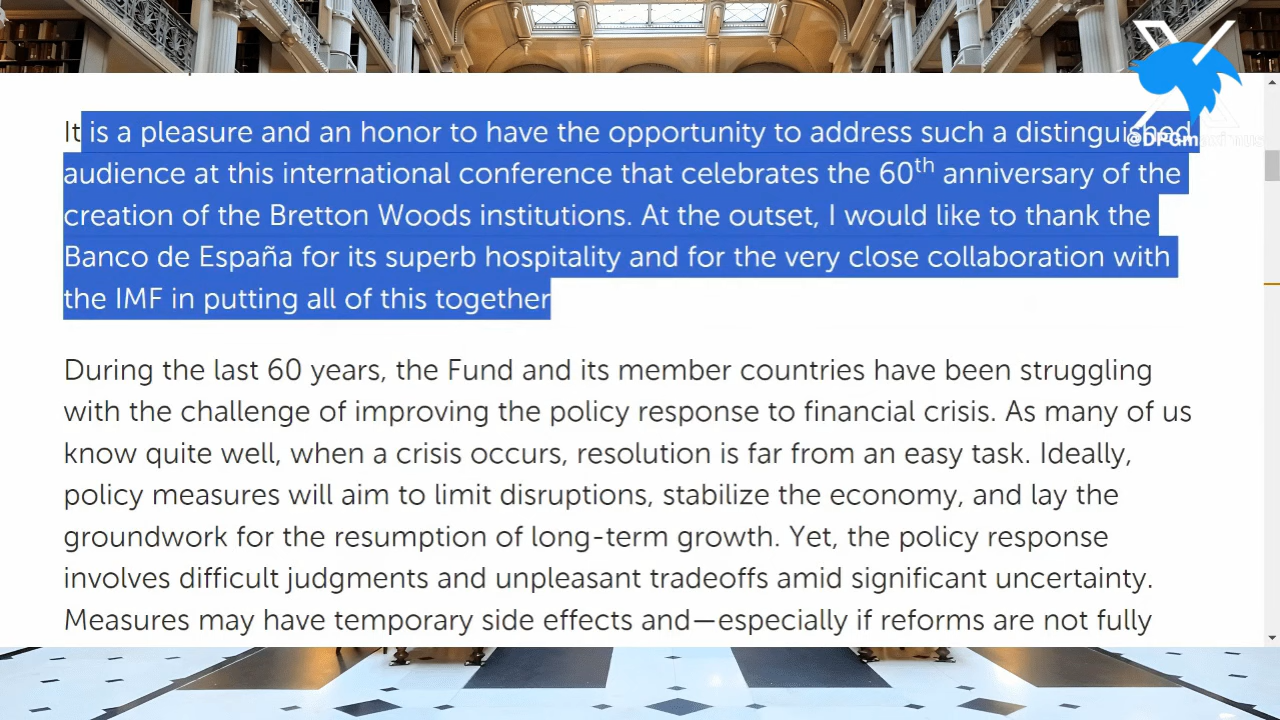 It is a pleasure and an honor to have the opportunity to address such a distinguished
audience at this international conference that celebrates the 60th anniversary of the
creation of the Bretton Woods institutions. At the outset, I would like to thank the
Banco de España for its superb hospitality and for the very close collaboration with
the IMF in putting all of this together
During the last 60 years, the Fund and its member countries have been struggling
with the challenge of improving the policy response to financial crisis. As many of us
know quite well, when a crisis occurs, resolution is far from an easy task. Ideally,
policy measures will aim to limit disruptions, stabilize the economy, and lay the
groundwork for the resumption of long-term growth. Yet, the policy response
involves difficult judgments and unpleasant tradeoffs amid significant uncertainty.
Measures may have temporary side effects and—especially if reforms are not fully